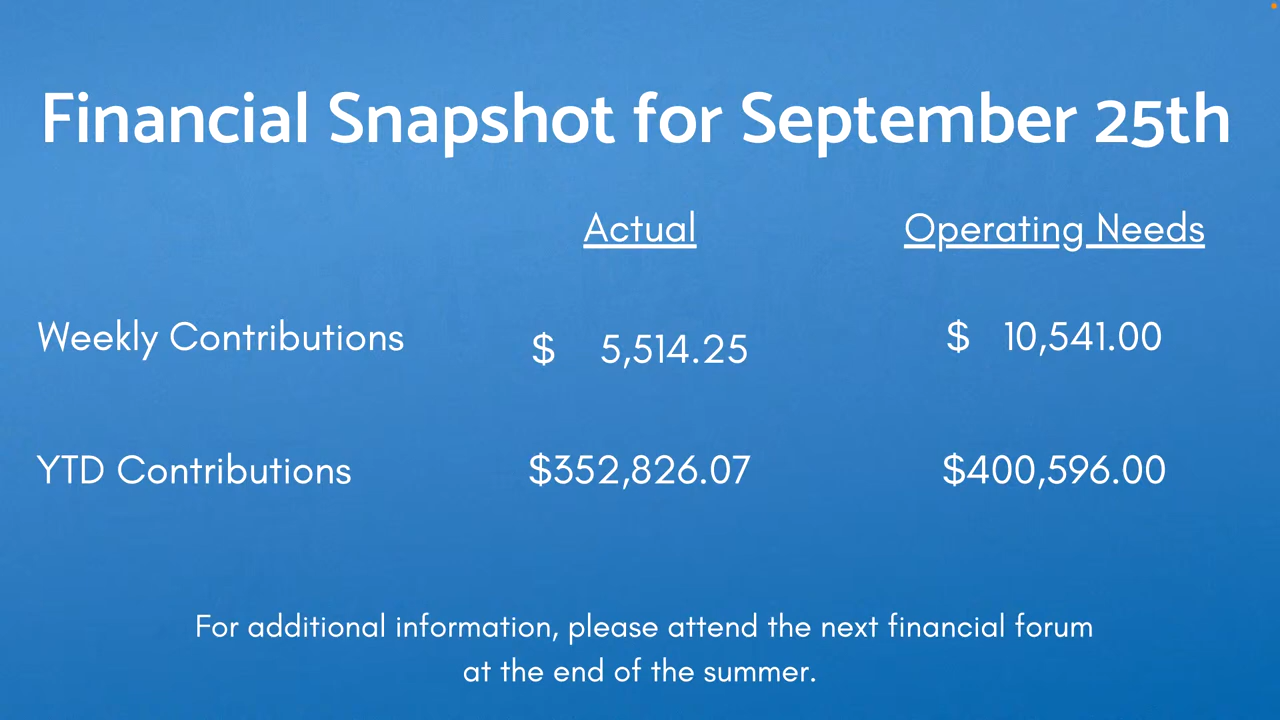 Financial Snapshot for September 25th
Actual Operating Needs
Weekly Contributions $ 5,514.25 $ 10,541.00
YTD Contributions $352,826.07 $400,596.00
For additional information, please attend the next financial forum
at the end of the summer.